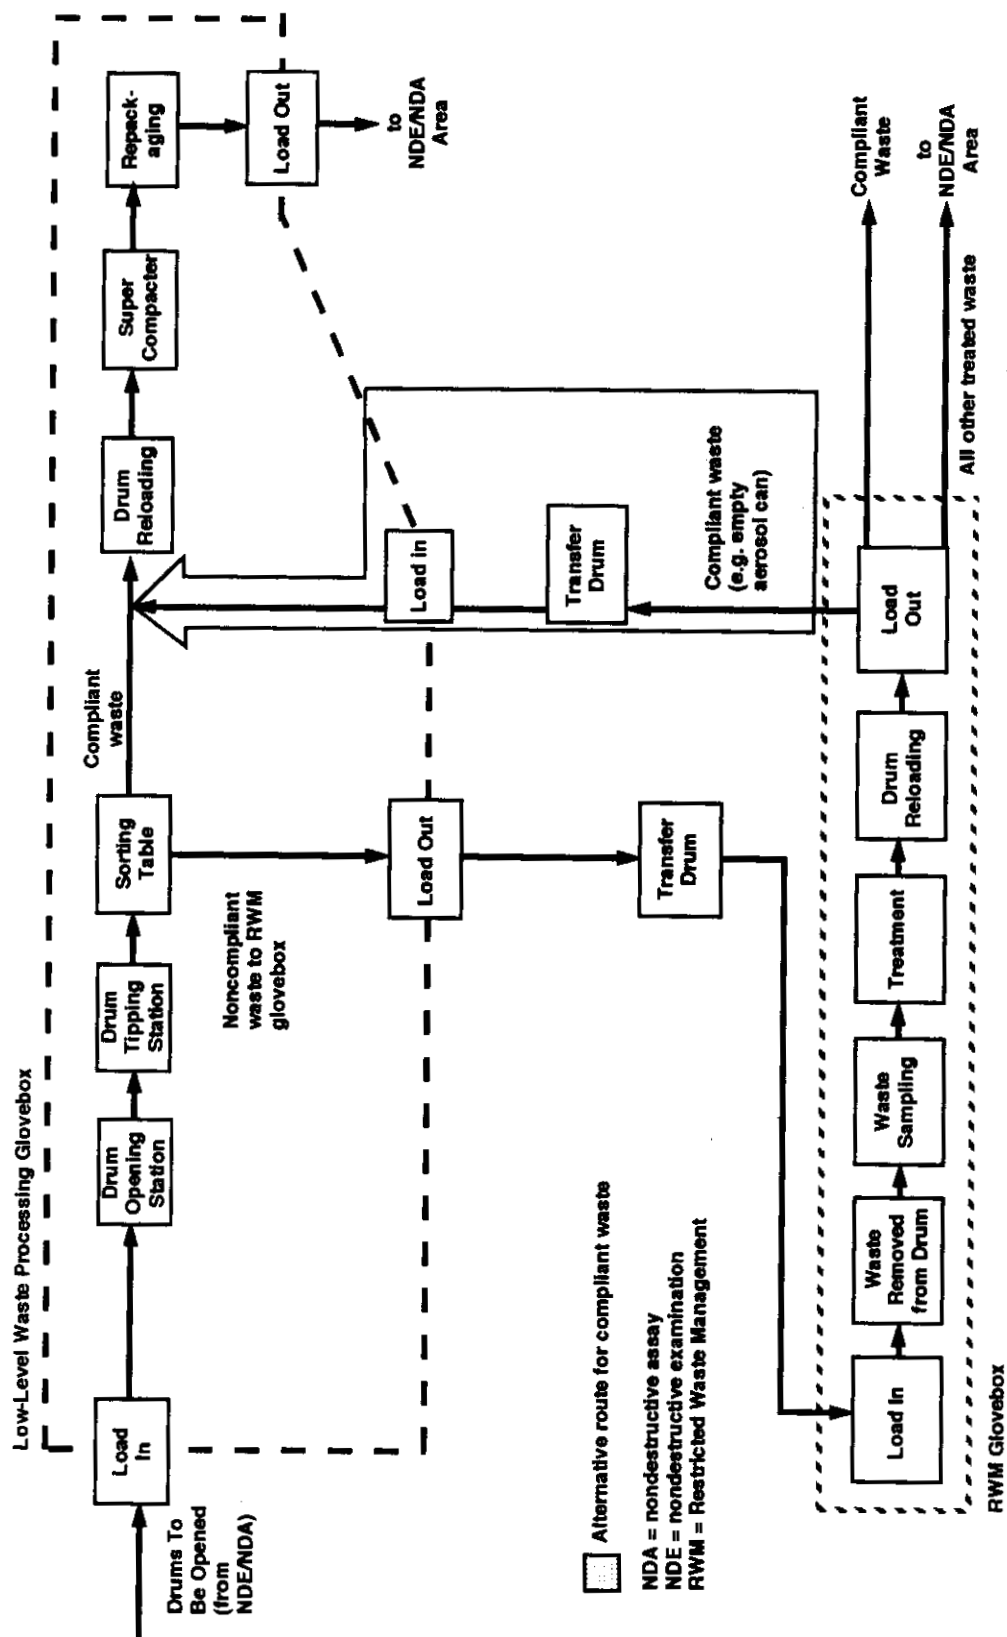 Low-Level Waste Processing Glovebox
Drums To
Be Opened
(from
NDE/NDA)
Load
In
Drum
Opening
Station
Drum
Tipping
Station
Sorting
Table
Compliant
waste
Drum
Reloading
Super
Compacter
Repack-
aging
Load Out
to
NDE/NDA
Area
Noncompliant
waste to RWM
glovebox
Load Out
Load In
Transfer
Drum
Transfer
Drum
Compliant waste
(e.g. empty
aerosol can)
Alternative route for compliant waste
NDA = nondestructive assay
NDE = nondestructive examination
RWM = Restricted Waste Management
Load In
Waste
Removed
from Drum
Waste
Sampling
Treatment
Drum
Reloading
Load
Out
Compliant
Waste
to
NDE/NDA
Area
All other treated waste
RWM Glovebox